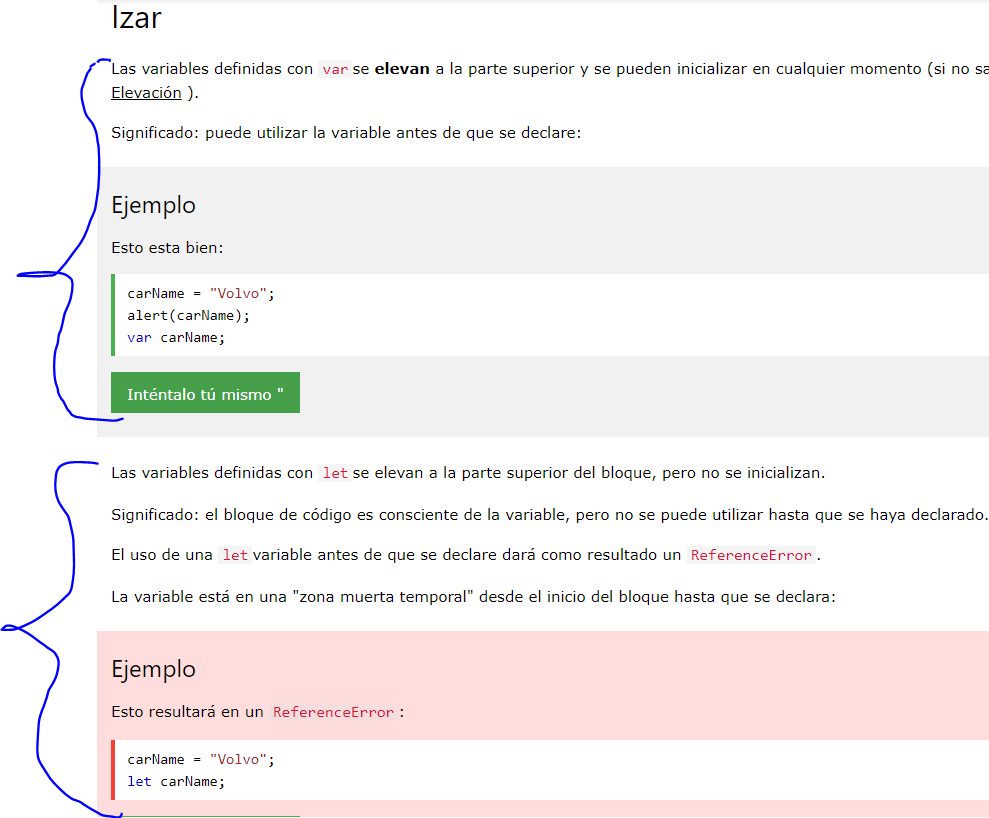 Izar
Las variables definidas con var se elevan a la parte superior y se pueden inicializar en cualquier momento (si no sa
Elevación ).
Significado: puede utilizar la variable antes de que se declare:
Ejemplo
Esto esta bien:
carName = "Volvo";
alert(carName);
var carName;
Inténtalo tú mismo "
Las variables definidas con let se elevan a la parte superior del bloque, pero no se inicializan.
Significado: el bloque de código es consciente de la variable, pero no se puede utilizar hasta que se haya declarado.
El uso de una let variable antes de que se declare dará como resultado un ReferenceError .
La variable está en una "zona muerta temporal" desde el inicio del bloque hasta que se declara:
Ejemplo
Esto resultará en un ReferenceError :
carName = "Volvo";
let carName;